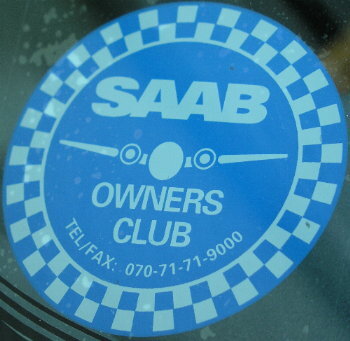 SAAB
OWNERS
CLUB
TEL/FAX: 070-71-71-9000